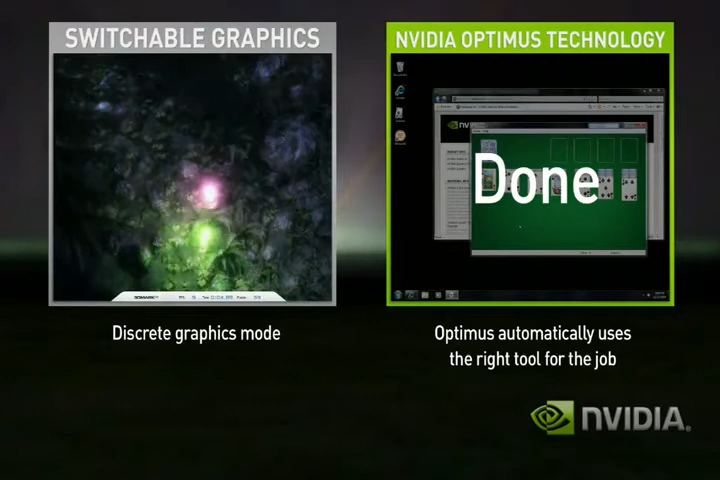 SWITCHABLE GRAPHICS
NVIDIA OPTIMUS TECHNOLOGY
Done
3DMARK
Discrete graphics mode
Optimus automatically uses
the right tool for the job
NVIDIA.